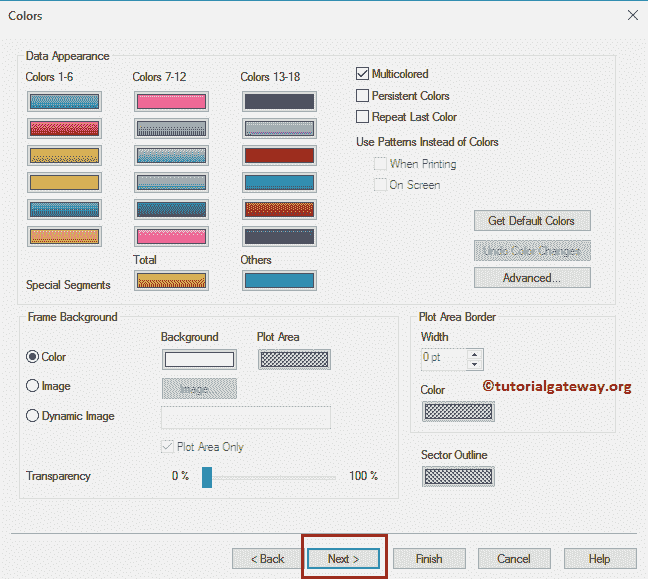 Colors
Data Appearance
Colors 1-6 Colors 7-12 Colors 13-18
Multicolored
Persistent Colors
Repeat Last Color
Use Patterns Instead of Colors
When Printing
On Screen
Get Default Colors
Undo Color Changes
Advanced...
Total Others
Special Segments
Frame Background
Background Plot Area
Color
Image Image
Dynamic Image
Plot Area Only
Transparency 0 % 100 %
Plot Area Border
Width
0 pt
©tutorialgateway.org
Color
Sector Outline
< Back Next > Finish Cancel Help